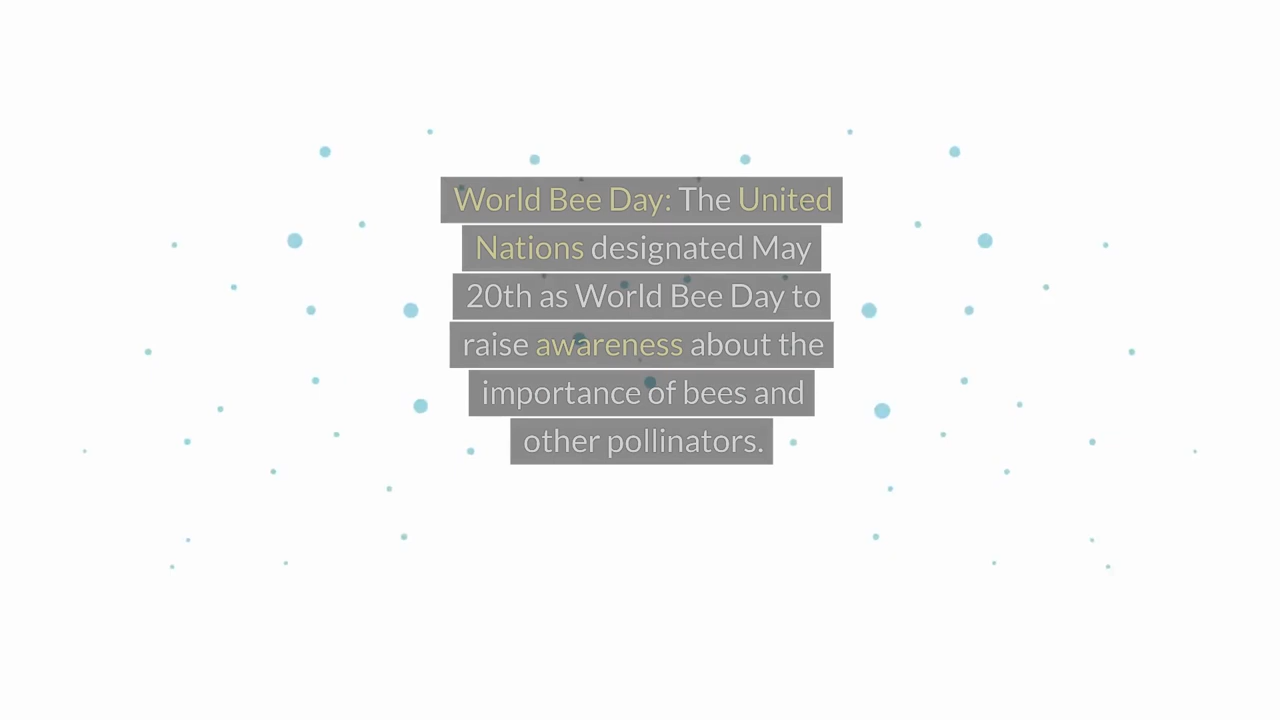 World Bee Day: The United
Nations designated May
20th as World Bee Day to
raise awareness about the
importance of bees and
other pollinators.